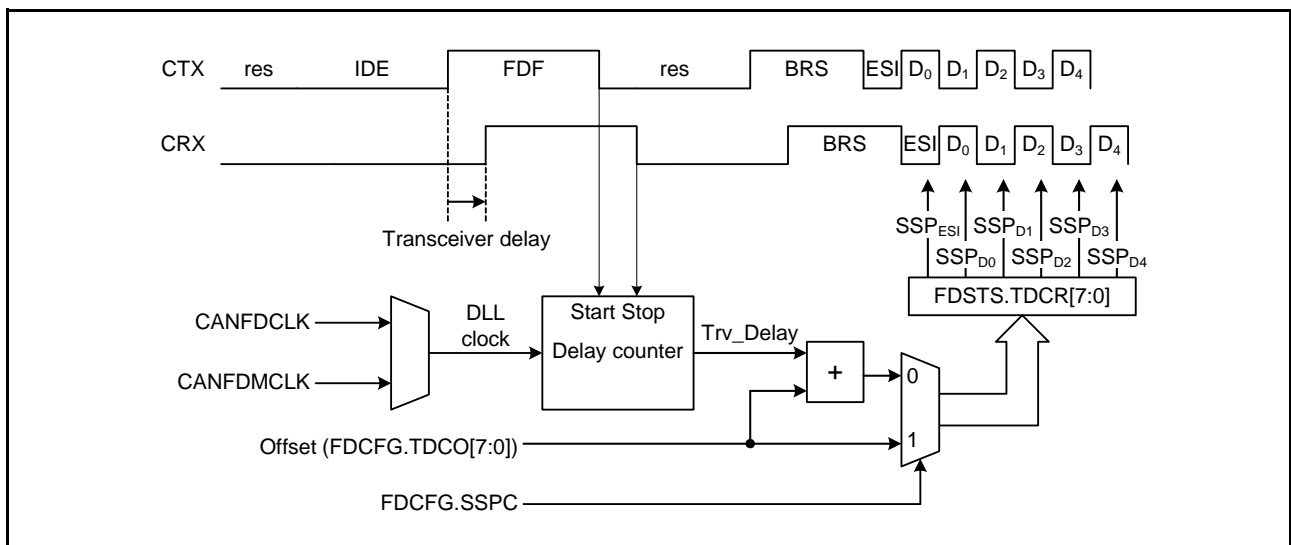 CTX res IDE FDF res BRS ESI D0 D1 D2 D3 D4
CRX BRS ESI D0 D1 D2 D3 D4
Transceiver delay
SSPESI SSPD1 SSPD3
SSPD0 SSPD2 SSPD4
FDSTS.TDCR[7:0]
CANFDCLK
CANFDMCLK
DLL
clock
Start Stop
Delay counter
Trv_Delay
+
0
1
Offset (FDCFG.TDCO[7:0])
FDCFG.SSPC